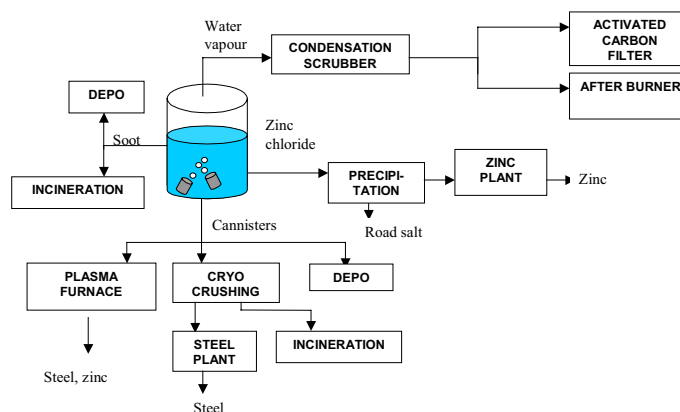 Water
vapour
CONDENSATION
SCRUBBER
ACTIVATED
CARBON
FILTER
AFTER BURNER
DEPO
Soot
INCINERATION
Zinc
chloride
PRECIPI-
TATION
ZINC
PLANT
Zinc
Road salt
Cannisters
PLASMA
FURNACE
CRYO
CRUSHING
DEPO
STEEL
PLANT
INCINERATION
Steel, zinc
Steel